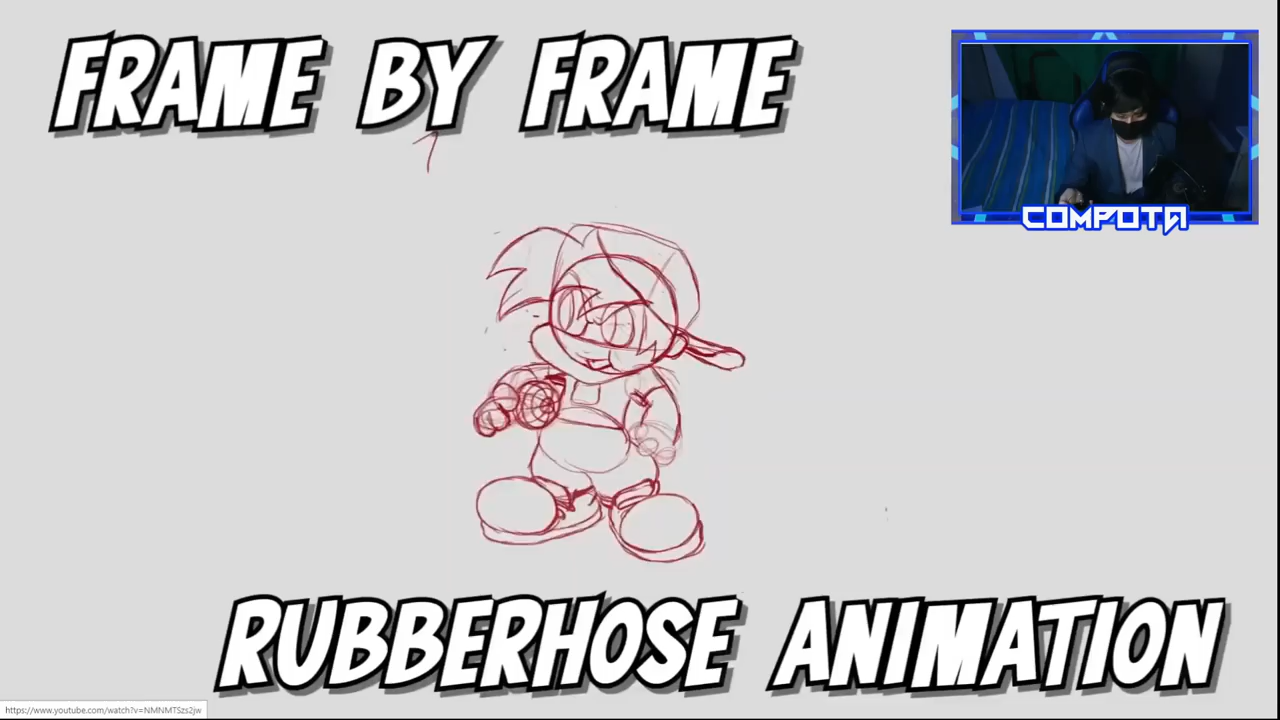 FRAME BY FRAME
COMPOTA
RUBBERHOSE ANIMATION
https://www.youtube.com/watch?v=NMNMTSzs2jw